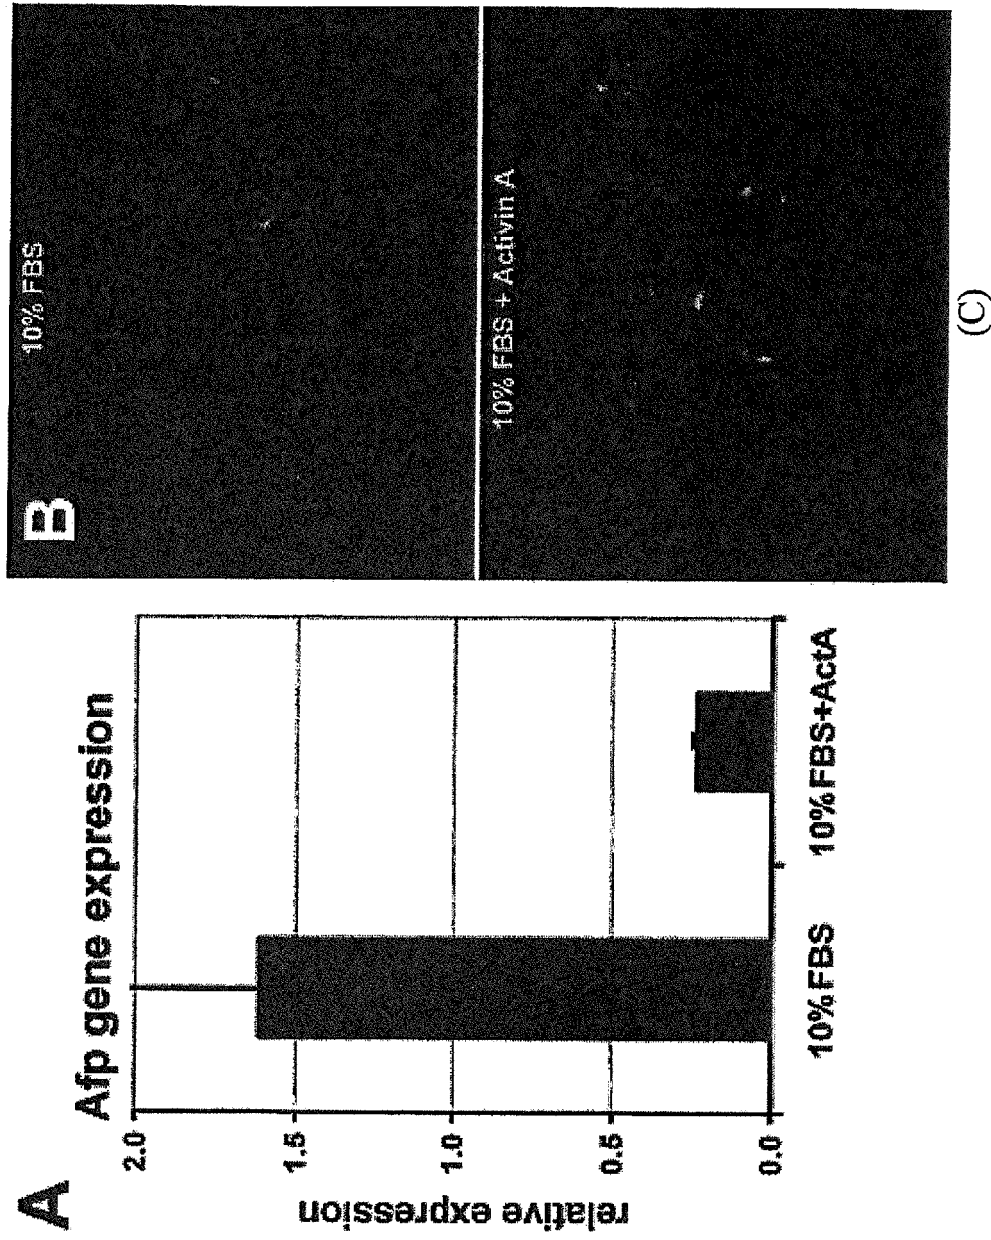 A
Afp gene expression
relative expression
2.0
1.5
1.0
0.5
0.0
10%FBS
10%FBS+ActA
B
10% FBS
10% FBS + Activin A
(C)